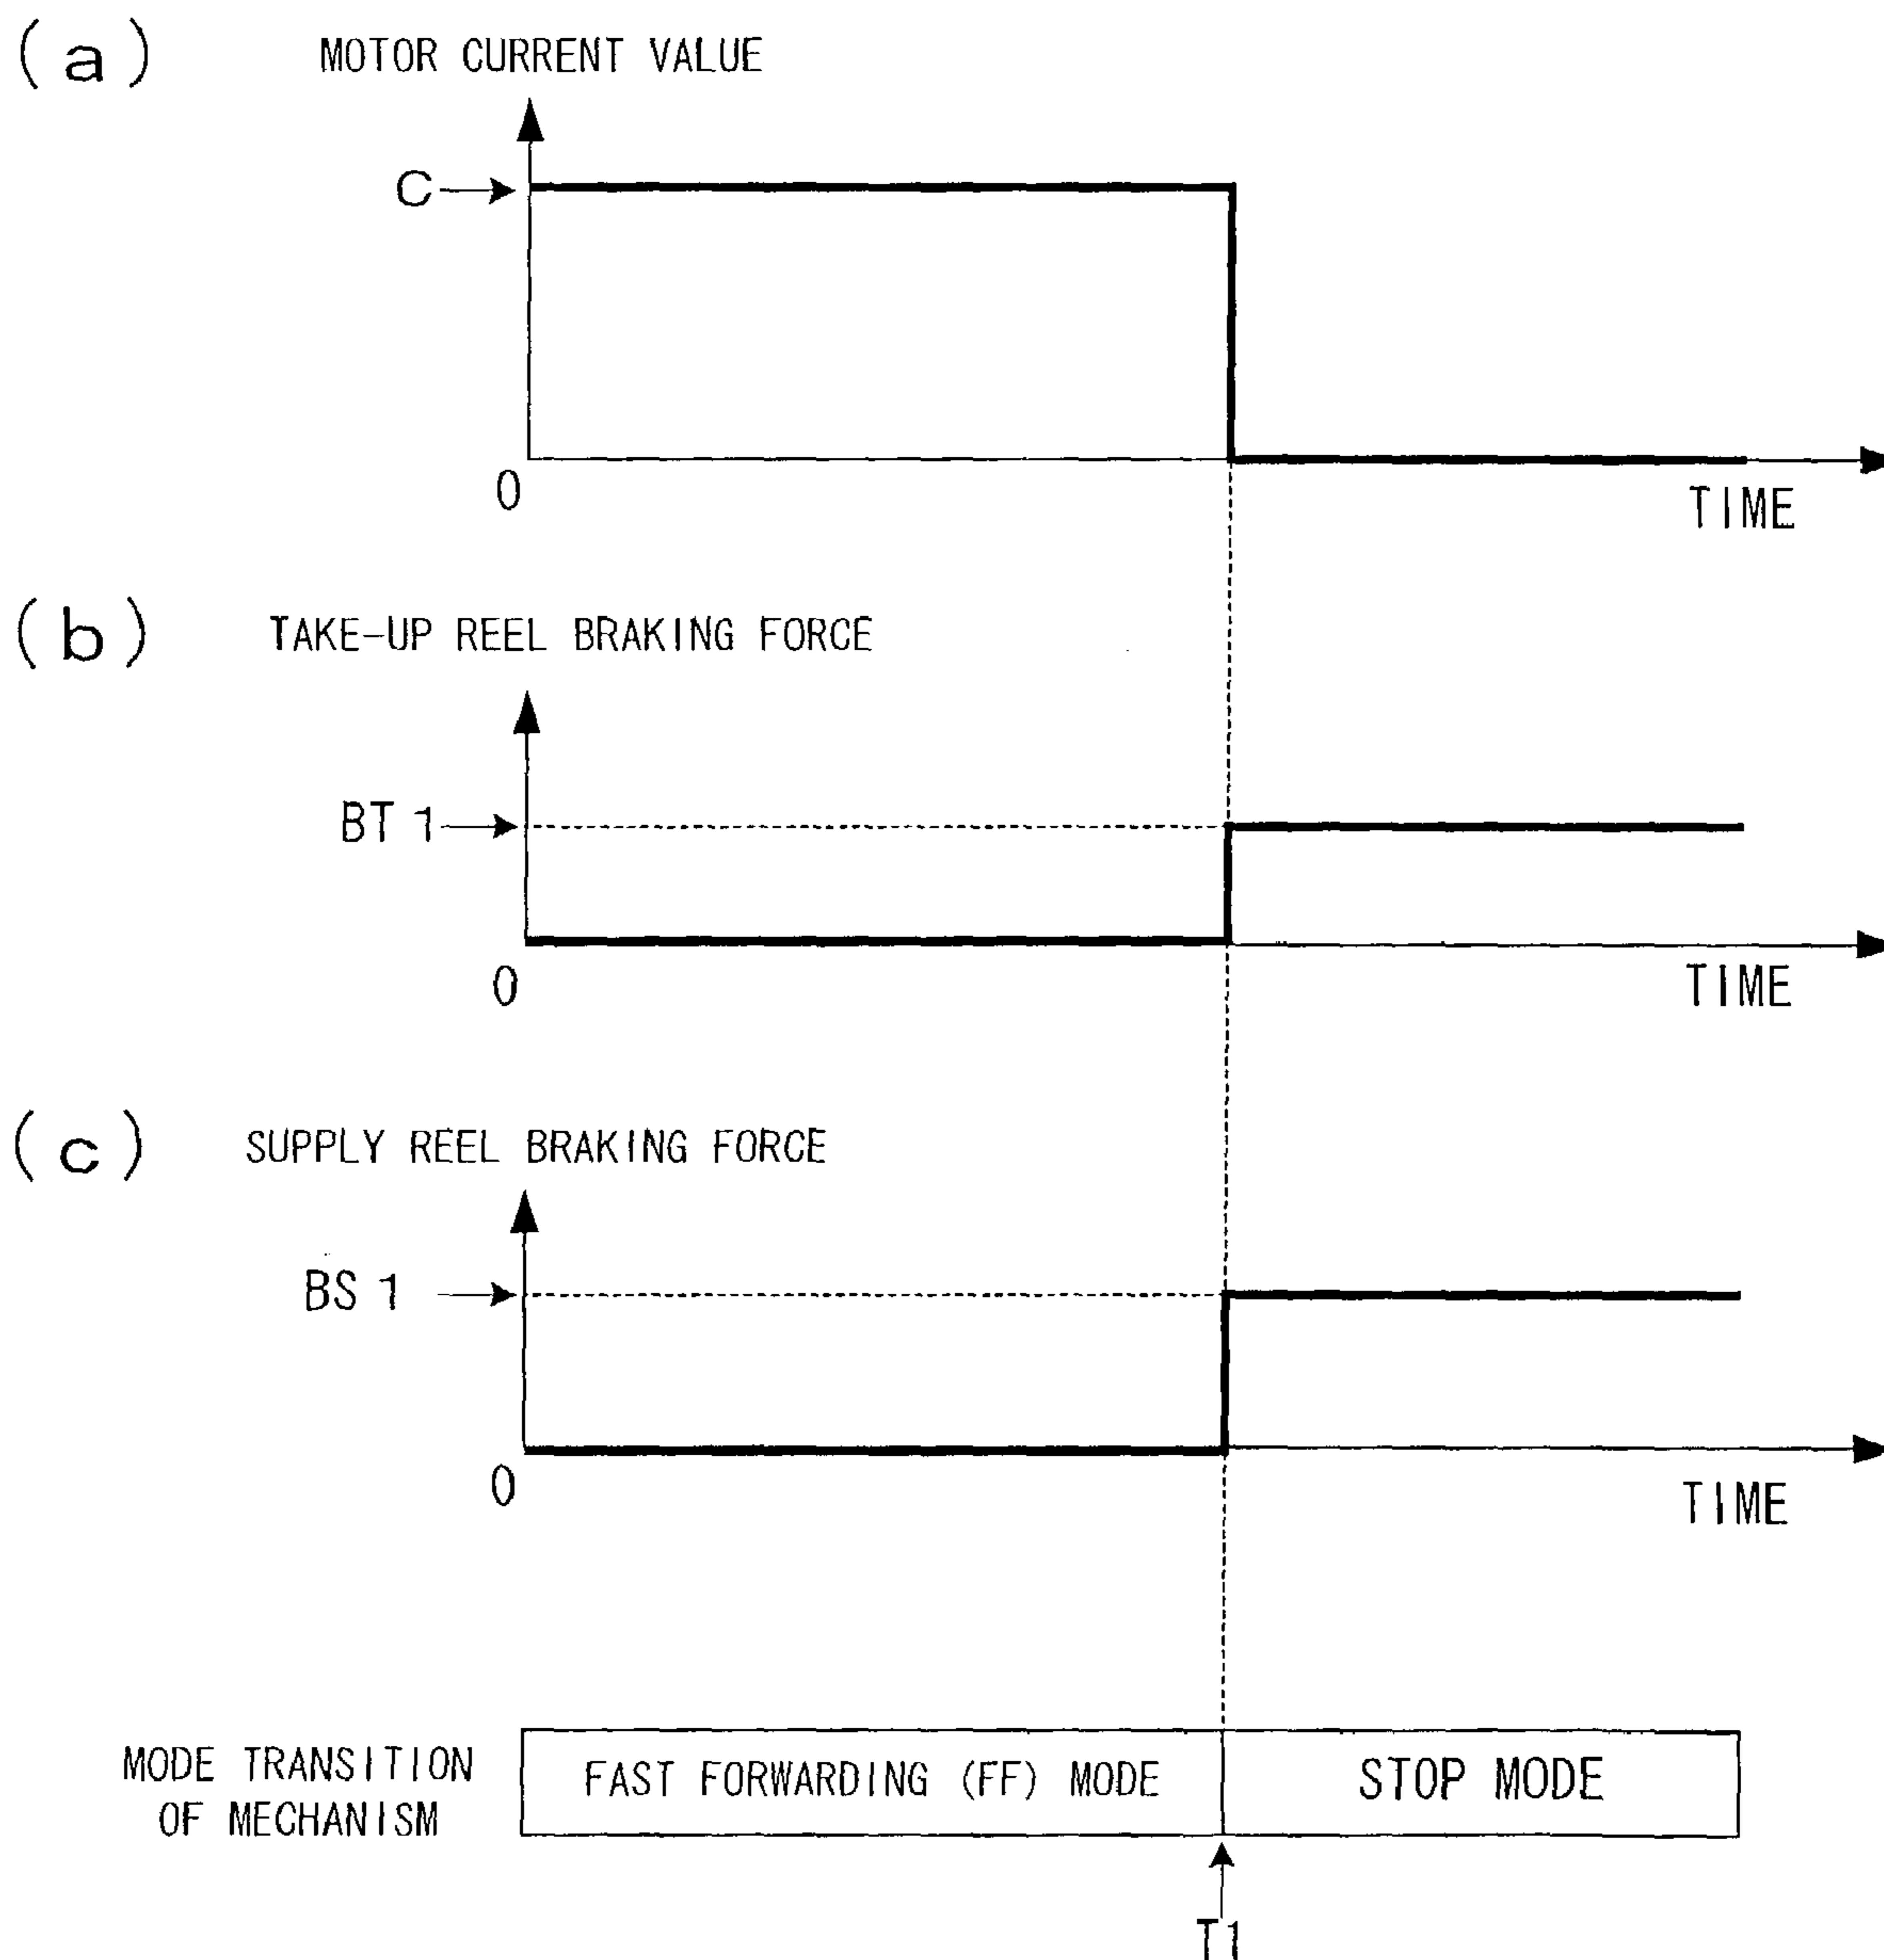 (a) MOTOR CURRENT VALUE
C
0
TIME
(b) TAKE-UP REEL BRAKING FORCE
BT 1
0
TIME
(c) SUPPLY REEL BRAKING FORCE
BS 1
0
TIME
MODE TRANSITION
OF MECHANISM
FAST FORWARDING (FF) MODE
STOP MODE
T1